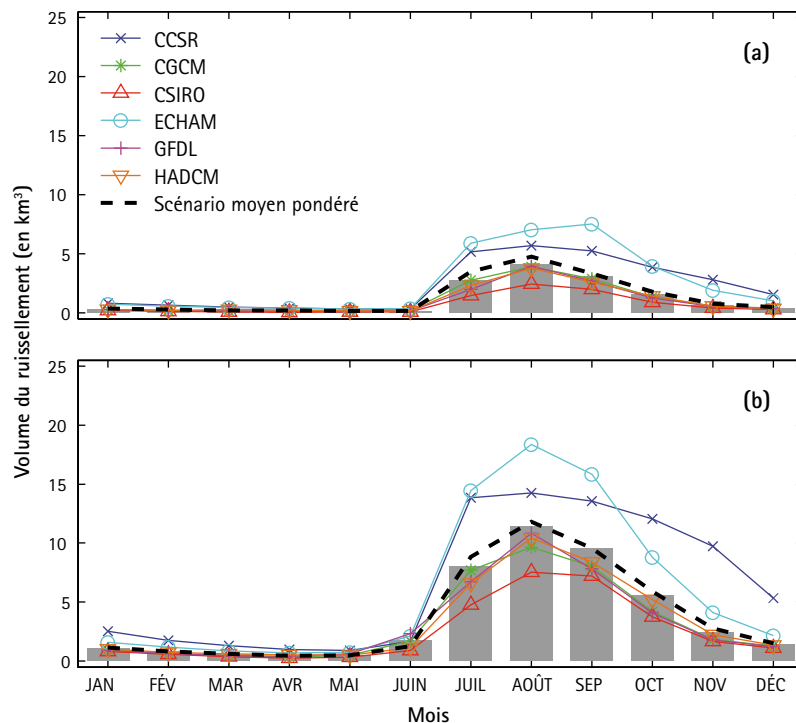 25
20
15
10
5
0
(a)
CCSR
CGCM
CSIRO
ECHAM
GFDL
HADCM
Scénario moyen pondéré
Volume du ruissellement (en km³)
25
20
15
10
5
0
(b)
JAN FÉV MAR AVR MAI JUIN JUIL AOÛT SEP OCT NOV DÉC
Mois